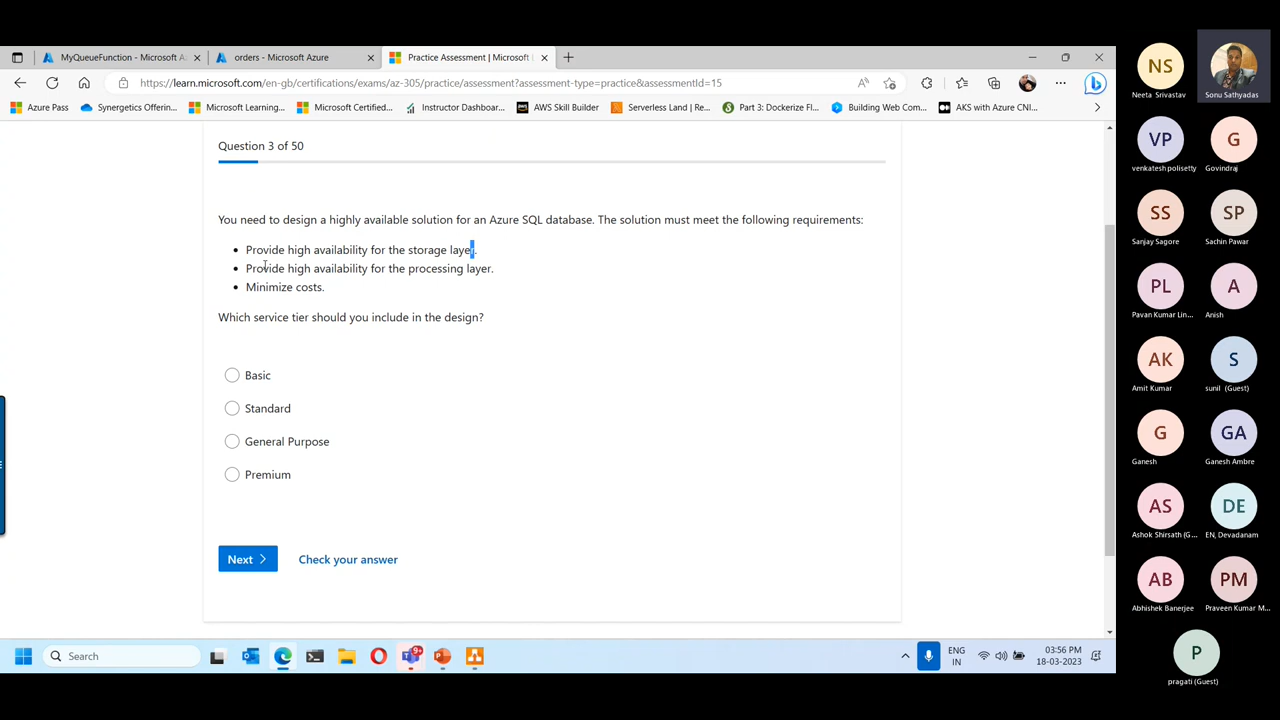 MyQueueFunction - Microsoft A
orders - Microsoft Azure
Practice Assessment | Microsoft
https://learn.microsoft.com/en-gb/certifications/exams/az-305/practice/assessment?assessment-type=practice&assessmentId=15
Azure Pass
Synergetics Offerin...
Microsoft Learning...
Microsoft Certified...
Instructor Dashboar...
AWS Skill Builder
Serverless Land | Re...
Part 3: Dockerize Fl...
Building Web Com...
AKS with Azure CNI...
Question 3 of 50
You need to design a highly available solution for an Azure SQL database. The solution must meet the following requirements:
Provide high availability for the storage layer.
Provide high availability for the processing layer.
Minimize costs.
Which service tier should you include in the design?
Basic
Standard
General Purpose
Premium
Next
Check your answer
Search
9+
ENG
IN
03:56 PM
18-03-2023
NS
Neeta Srivastav
Sonu Sathyadas
VP
venkatesh polisetty
G
Govindraj
SS
Sanjay Sagore
SP
Sachin Pawar
PL
Pavan Kumar Lin...
A
Anish
AK
Amit Kumar
S
sunil (Guest)
G
Ganesh
GA
Ganesh Ambre
AS
Ashok Shirsath (G...
DE
EN, Devadanam
AB
Abhishek Banerjee
PM
Praveen Kumar M...
P
pragati (Guest)